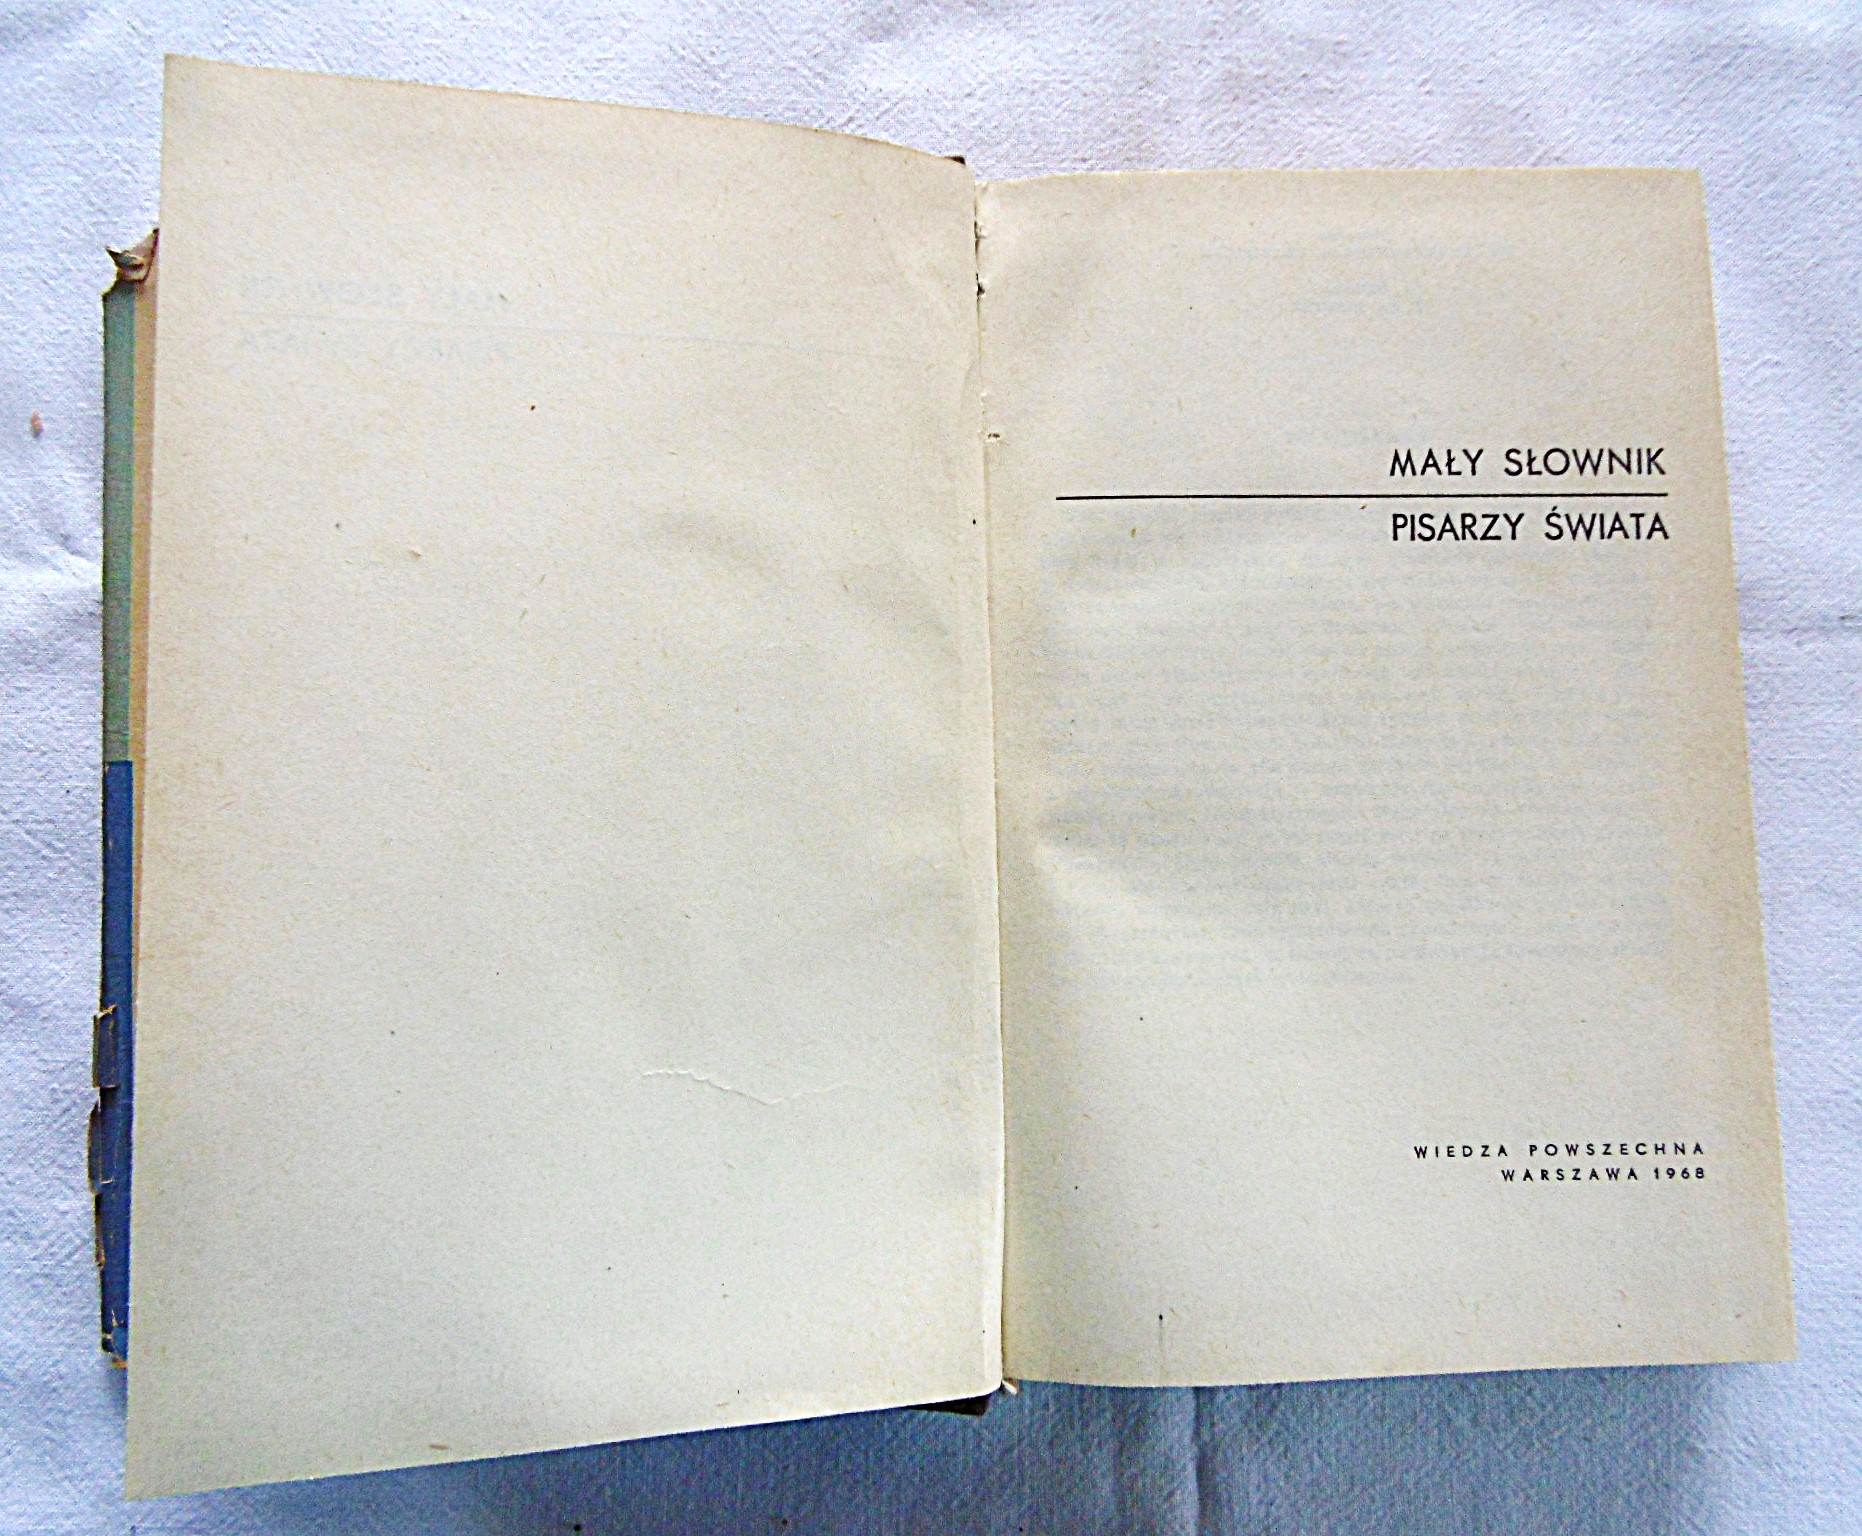 MAŁY SŁOWNIK
PISARZY ŚWIATA
WIEDZA POWSZECHNA
WARSZAWA 1968